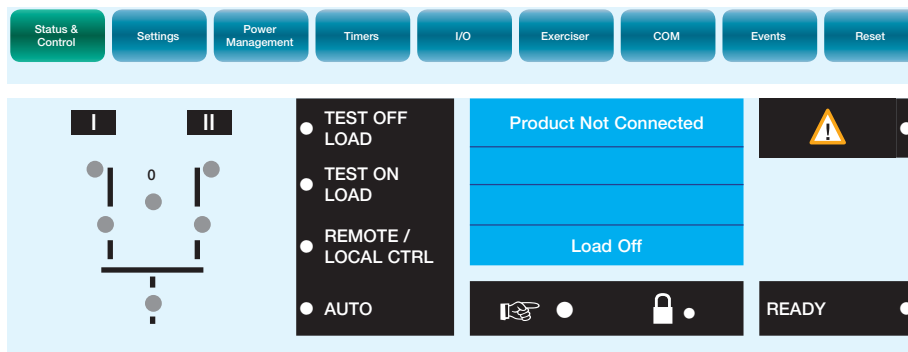 Status &
Control
Settings
Power
Management
Timers
I/O
Exerciser
COM
Events
Reset
I
II
0
TEST OFF
LOAD
TEST ON
LOAD
REMOTE /
LOCAL CTRL
AUTO
Product Not Connected
Load Off
!
READY